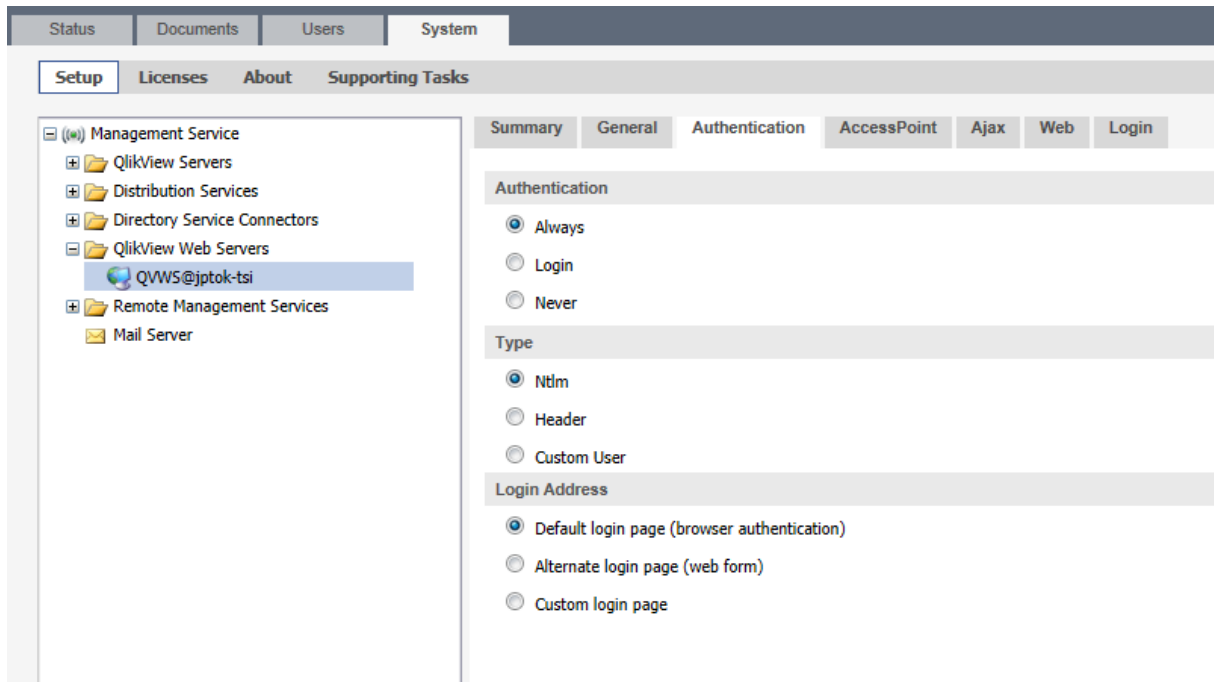 Status Documents Users System
Setup Licenses About Supporting Tasks
Management Service
QlikView Servers
Distribution Services
Directory Service Connectors
QlikView Web Servers
QVWS@jptok-tsi
Remote Management Services
Mail Server
Summary General Authentication AccessPoint Ajax Web Login
Authentication
Always
Login
Never
Type
Ntlm
Header
Custom User
Login Address
Default login page (browser authentication)
Alternate login page (web form)
Custom login page